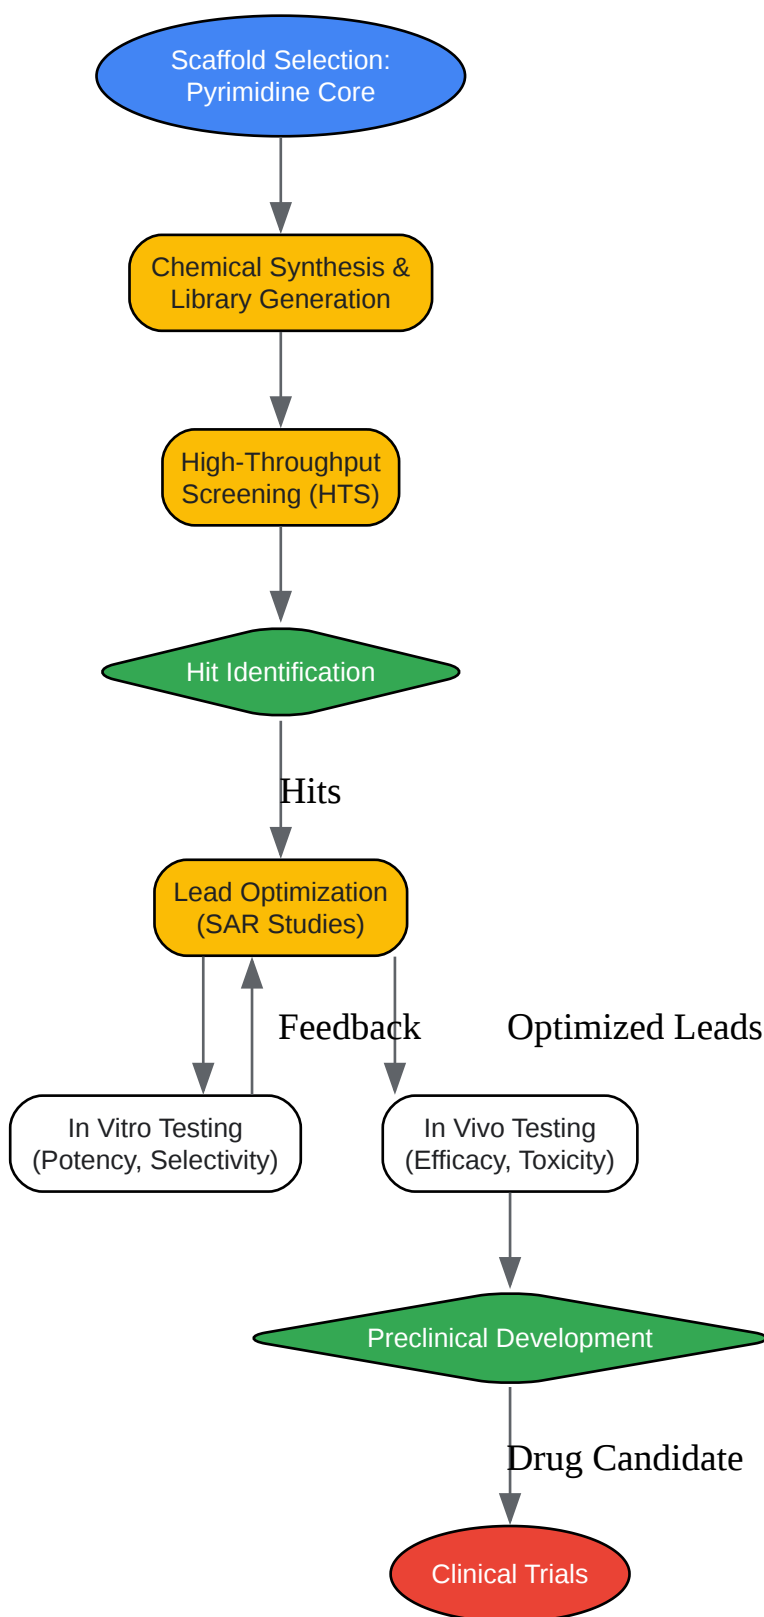 Scaffold Selection:
Pyrimidine Core
Chemical Synthesis &
Library Generation
High-Throughput
Screening (HTS)
Hit Identification
Hits
Lead Optimization
(SAR Studies)
Feedback
Optimized Leads
In Vitro Testing
(Potency, Selectivity)
In Vivo Testing
(Efficacy, Toxicity)
Preclinical Development
Drug Candidate
Clinical Trials